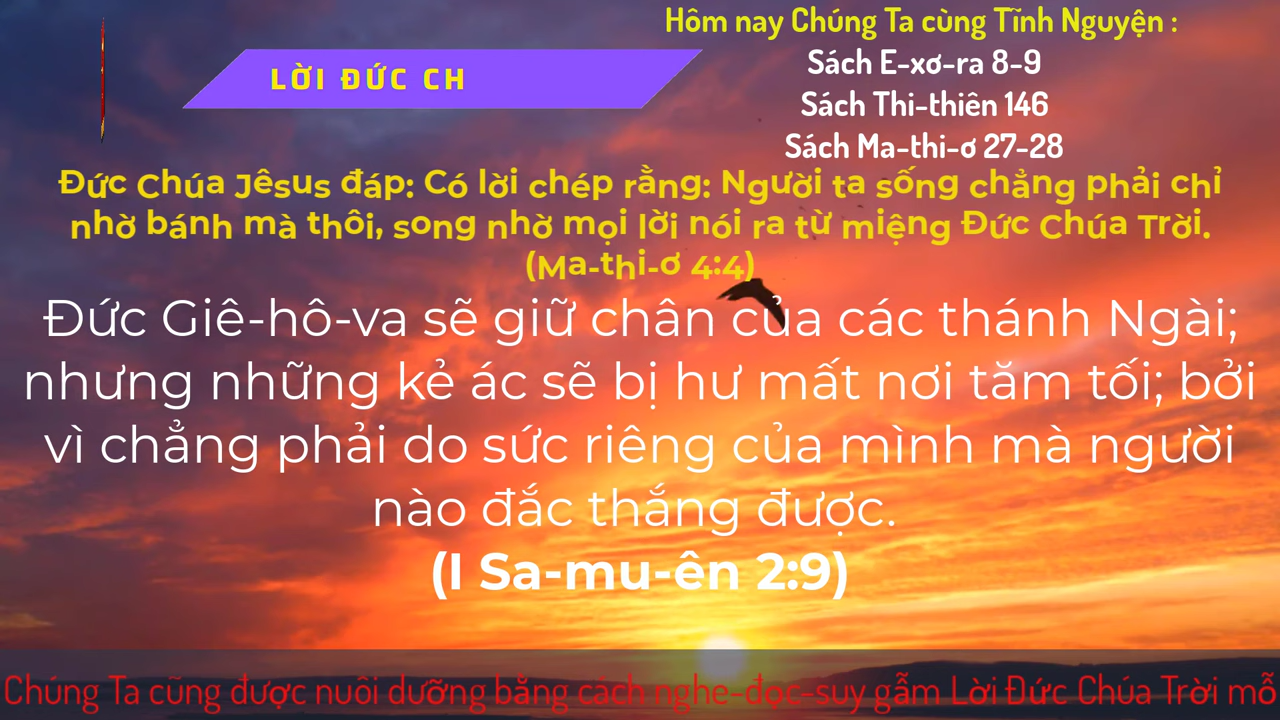 Hôm nay Chúng Ta cùng Tĩnh Nguyện :
LỜI ĐỨC CH
Sách E-xơ-ra 8-9
Sách Thi-thiên 146
Sách Ma-thi-ơ 27-28
Đức Chúa Jêsus đáp: Có lời chép rằng: Người ta sống chẳng phải chỉ
nhờ bánh mà thôi, song nhờ mọi lời nói ra từ miệng Đức Chúa Trời.
(Ma-thi-ơ 4:4)
Đức Giê-hô-va sẽ giữ chân của các thánh Ngài;
nhưng những kẻ ác sẽ bị hư mất nơi tăm tối; bởi
vì chẳng phải do sức riêng của mình mà người
nào đắc thắng được.
(I Sa-mu-ên 2:9)
Chúng Ta cũng được nuôi dưỡng bằng cách nghe-đọc-suy gẫm Lời Đức Chúa Trời mỗ